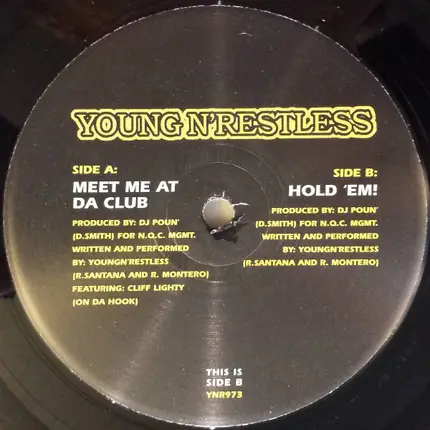 YOUNG N'RESTLESS
SIDE A:
MEET ME AT
DA CLUB
PRODUCED BY: DJ POUN'
(D.SMITH) FOR N.Q.C. MGMT.
WRITTEN AND PERFORMED
BY: YOUNGN'RESTLESS
(R.SANTANA AND R. MONTERO)
FEATURING: CLIFF LIGHTY
(ON DA HOOK)
SIDE B:
HOLD 'EM!
PRODUCED BY: DJ POUN'
(D.SMITH) FOR N.Q.C. MGMT.
WRITTEN AND PERFORMED
BY: YOUNGN'RESTLESS
(R.SANTANA AND R. MONTERO)
THIS IS
SIDE B
YNR973